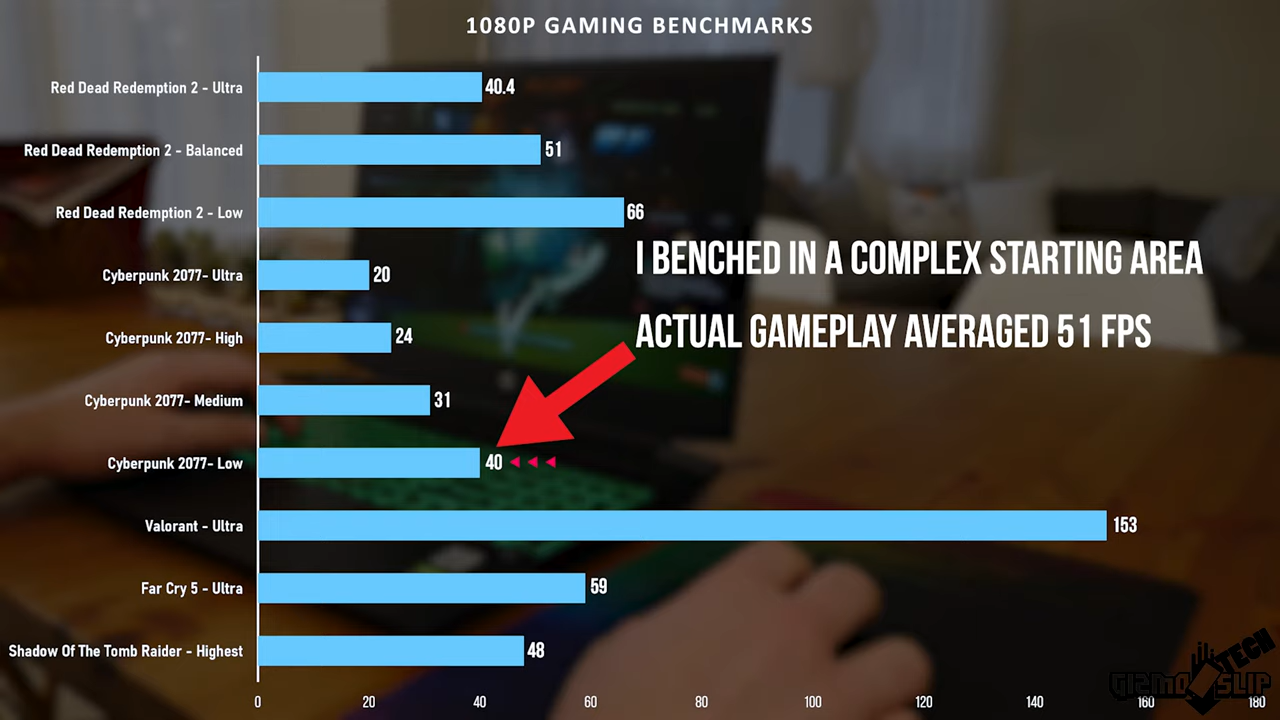 1080P GAMING BENCHMARKS
Red Dead Redemption 2 - Ultra 40.4
Red Dead Redemption 2 - Balanced 51
Red Dead Redemption 2 - Low 66
I BENCHED IN A COMPLEX STARTING AREA
Cyberpunk 2077- Ultra 20
ACTUAL GAMEPLAY AVERAGED 51 FPS
Cyberpunk 2077- High 24
Cyberpunk 2077- Medium 31
Cyberpunk 2077- Low 40
Valorant - Ultra 153
Far Cry 5 - Ultra 59
Shadow Of The Tomb Raider - Highest 48
0 20 40 60 80 100 120 140 160 180
GIZMO SLIP
TECH